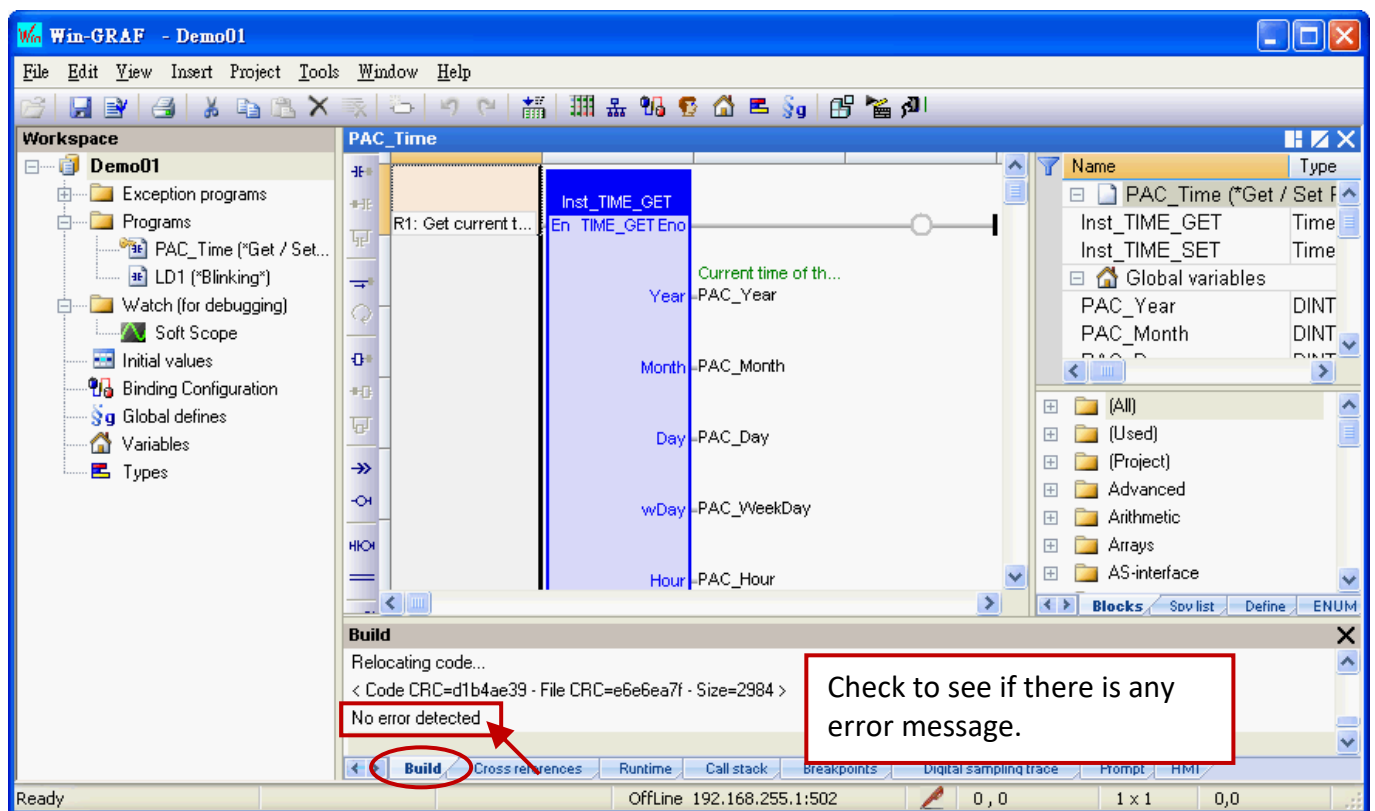 Win-GRAF - Demo01
File Edit View Insert Project Tools Window Help
Workspace
Demo01
Exception programs
Programs
PAC_Time (*Get / Set...
LD1 (*Blinking*)
Watch (for debugging)
Soft Scope
Initial values
Binding Configuration
Global defines
Variables
Types
PAC_Time
R1: Get current t...
Inst_TIME_GET
En TIME_GET Eno
Current time of th...
Year PAC_Year
Month PAC_Month
Day PAC_Day
wDay PAC_WeekDay
Hour PAC_Hour
Name Type
PAC_Time (*Get / Set
Inst_TIME_GET Time
Inst_TIME_SET Time
Global variables
PAC_Year DINT
PAC_Month DINT
(All)
(Used)
(Project)
Advanced
Arithmetic
Arrays
AS-interface
Blocks Spy list Define ENUM
Build
Relocating code...
< Code CRC=d1b4ae39 - File CRC=e6e6ea7f - Size=2984 >
No error detected
Check to see if there is any
error message.
Build Cross references Runtime Call stack Breakpoints Digital sampling trace Prompt HMI
Ready OffLine 192.168.255.1:502 0 , 0 1 x 1 0,0